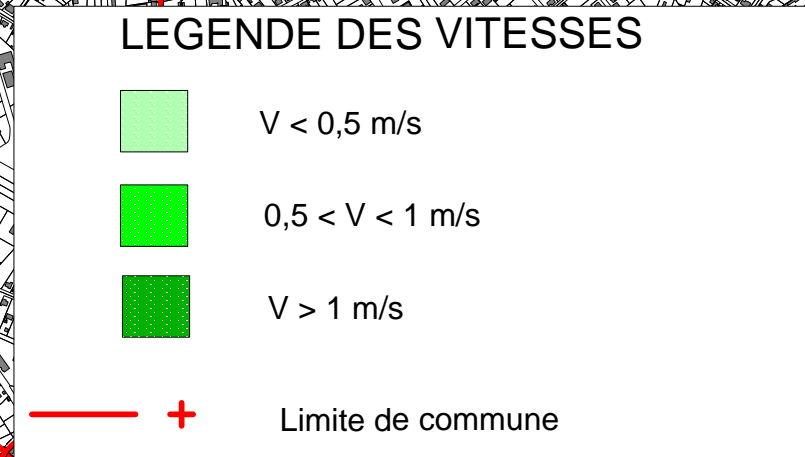 LEGENDE DES VITESSES
V < 0,5 m/s
0,5 < V < 1 m/s
V > 1 m/s
Limite de commune